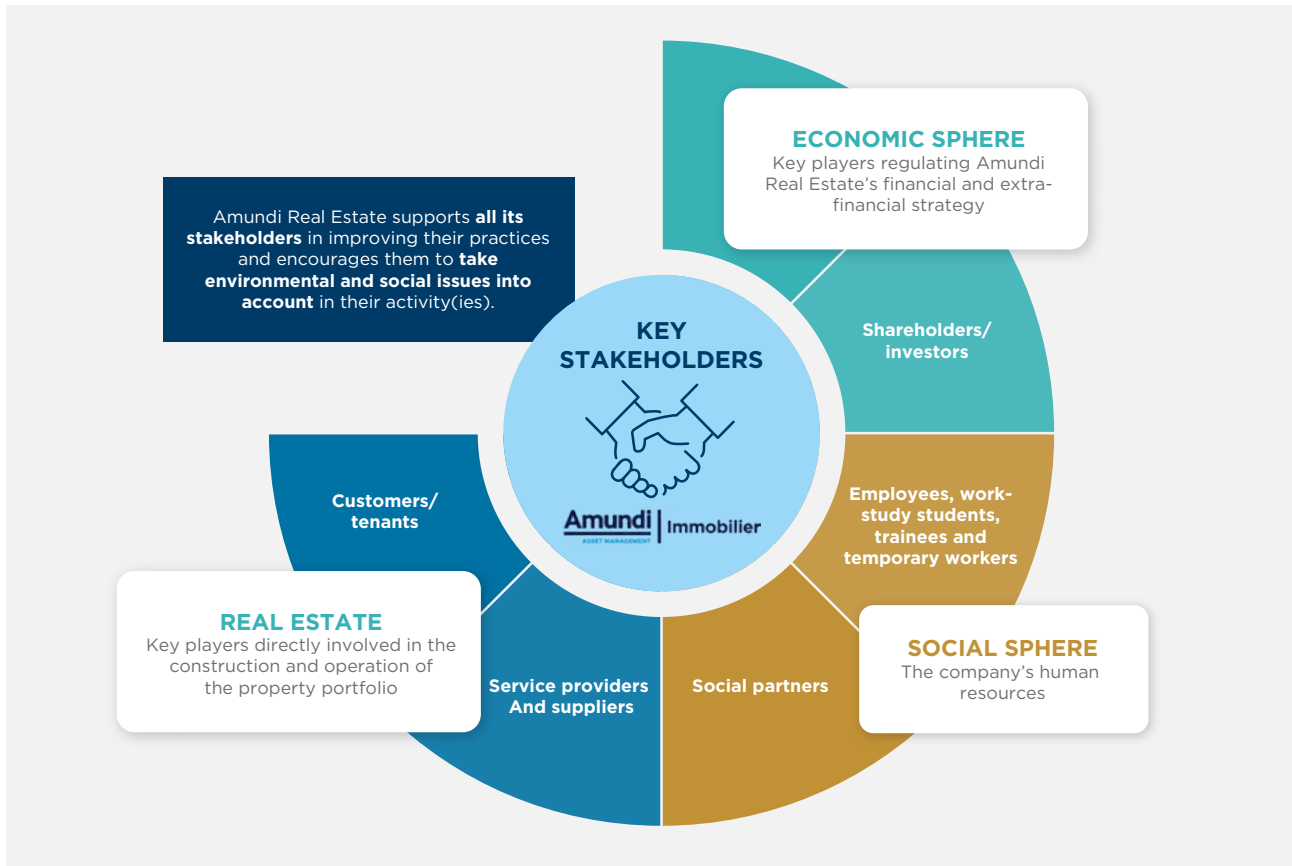 ECONOMIC SPHERE
Key players regulating Amundi
Real Estate's financial and extra-
financial strategy
Amundi Real Estate supports all its
stakeholders in improving their practices
and encourages them to take
environmental and social issues into
account in their activity(ies).
KEY
STAKEHOLDERS
Amundi
ASSET MANAGEMENT
Immobilier
Shareholders/
investors
Employees, work-
study students,
trainees and
temporary workers
SOCIAL SPHERE
The company's human
resources
Social partners
Service providers
And suppliers
Customers/
tenants
REAL ESTATE
Key players directly involved in the
construction and operation of
the property portfolio